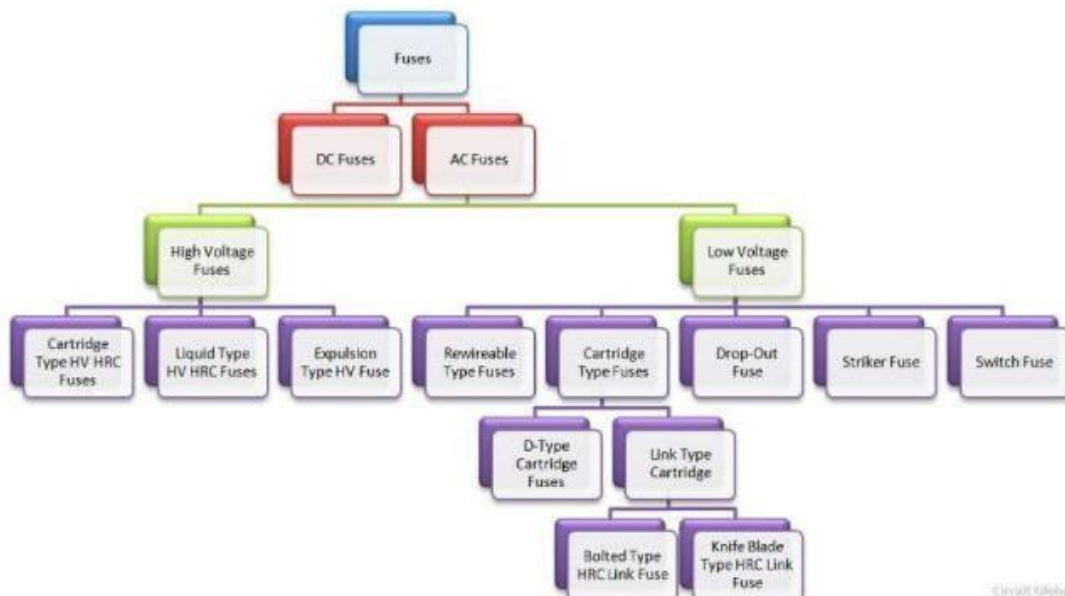 Fuses
DC Fuses
AC Fuses
High Voltage
Fuses
Low Voltage
Fuses
Cartridge
Type HV HRC
Fuses
Liquid Type
HV HRC Fuses
Expulsion
Type HV Fuse
Rewireable
Type Fuses
Cartridge
Type Fuses
Drop-Out
Fuse
Striker Fuse
Switch Fuse
D-Type
Cartridge
Fuses
Link Type
Cartridge
Bolted Type
HRC Link Fuse
Knife Blade
Type HRC Link
Fuse
Circuit